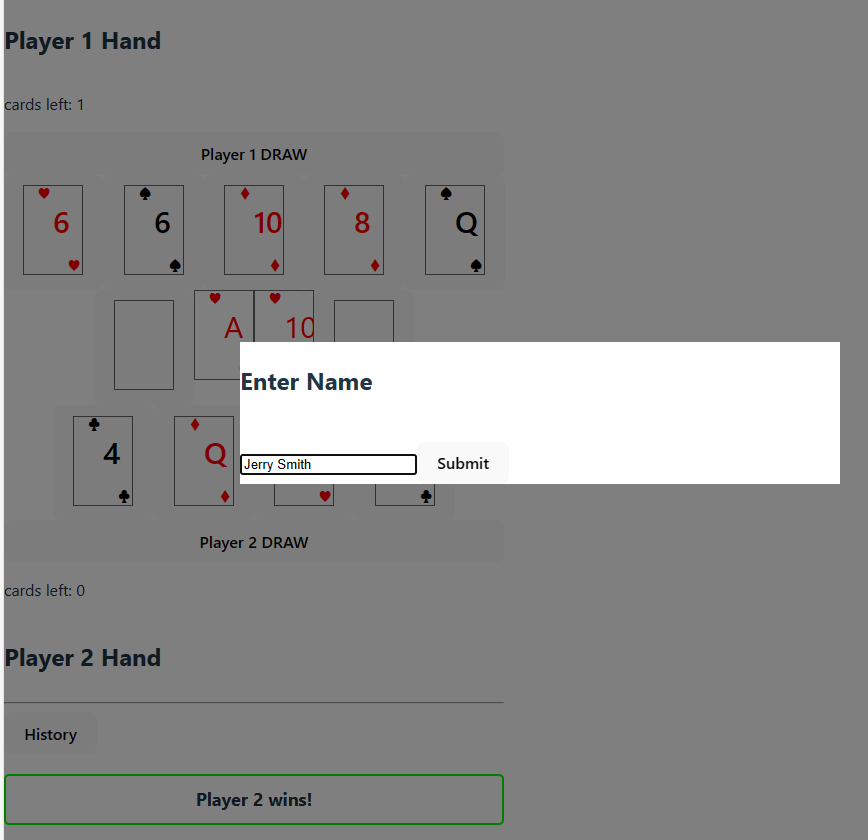 Player 1 Hand
cards left: 1
Player 1 DRAW
6 6 10 8 Q
A 10
Enter Name
4 Q
Jerry Smith Submit
Player 2 DRAW
cards left: 0
Player 2 Hand
History
Player 2 wins!